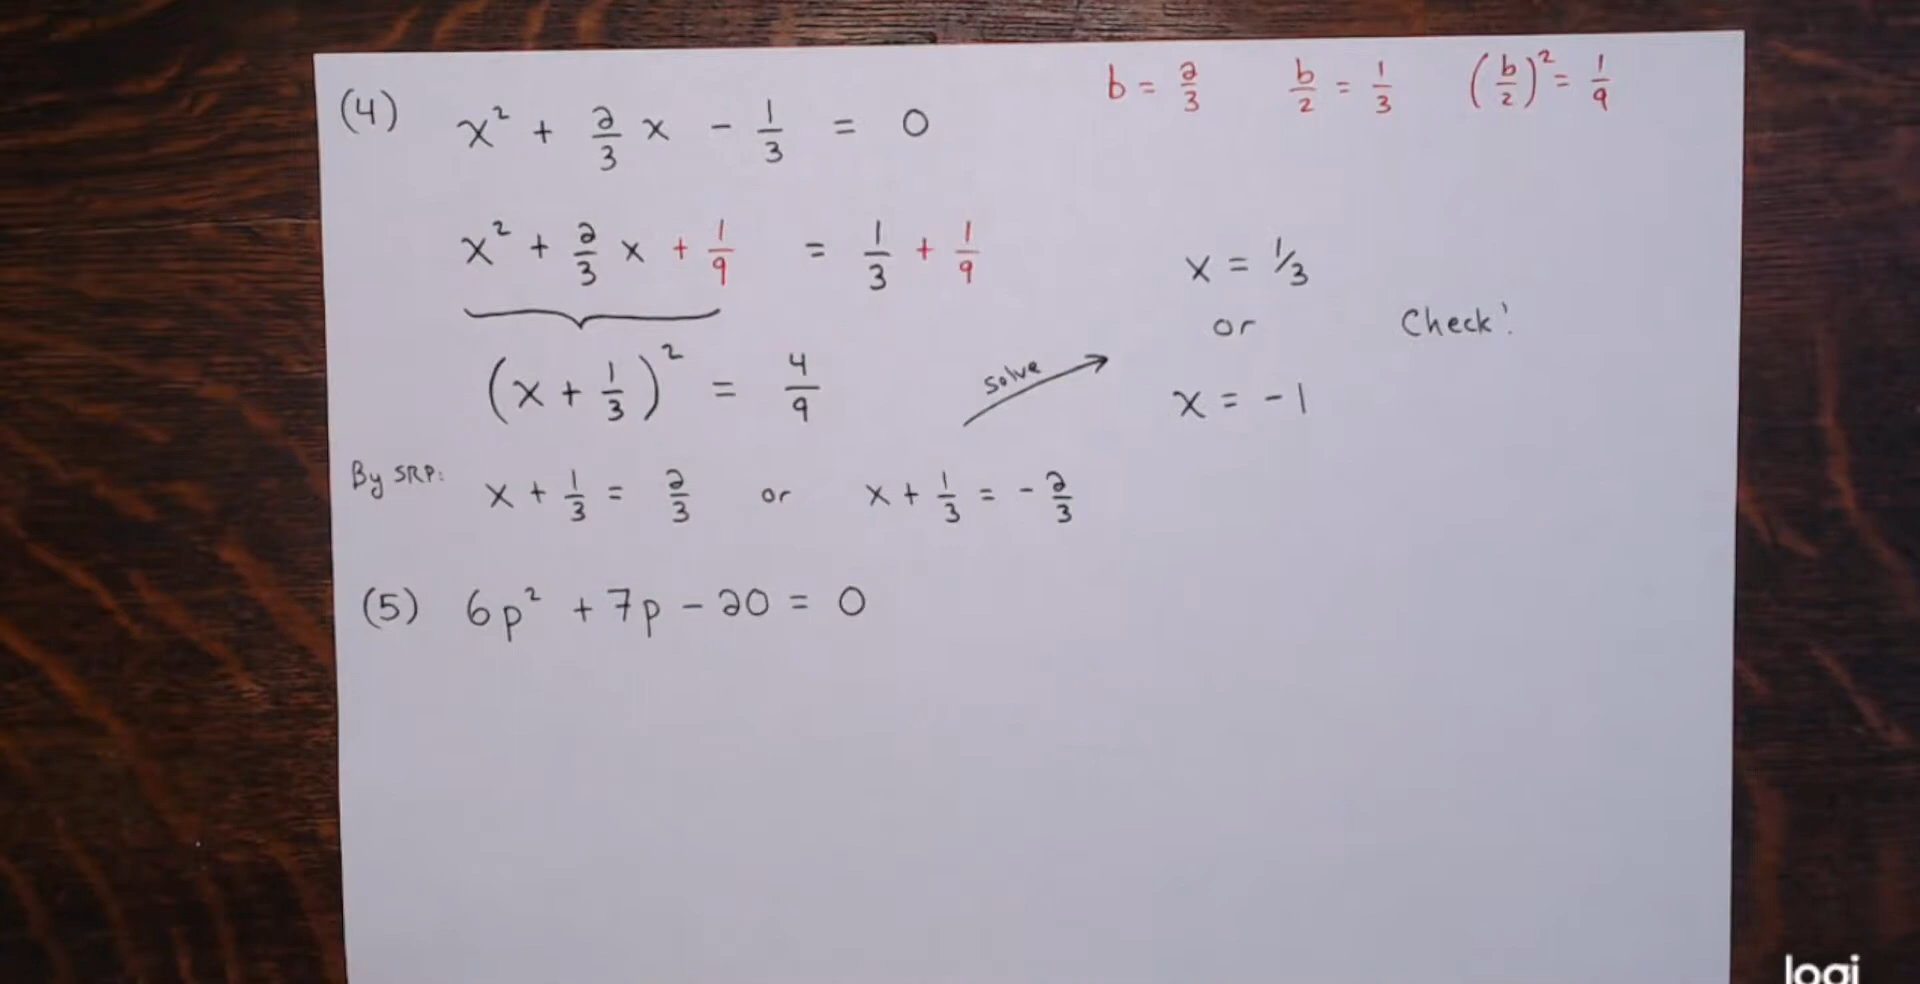 (4) x² + 2/3 x - 1/3 = 0
b = 2/3 b/2 = 1/3 (b/2)² = 1/9
x² + 2/3 x + 1/9 = 1/3 + 1/9
(x + 1/3)² = 4/9
By SRP: x + 1/3 = 2/3 or x + 1/3 = - 2/3
solve
x = 1/3
or
x = -1
Check!
(5) 6p² + 7p - 20 = 0
logi